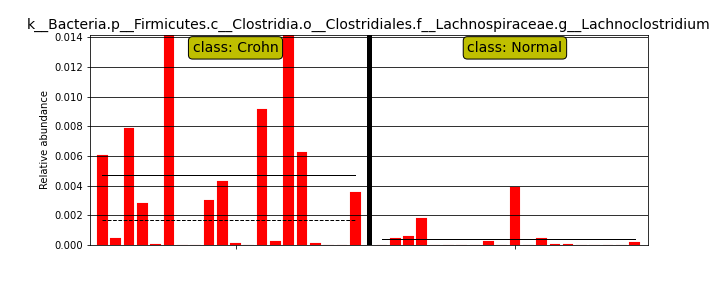 k__Bacteria.p__Firmicutes.c__Clostridia.o__Clostridiales.f__Lachnospiraceae.g__Lachnoclostridium
class: Crohn
class: Normal
Relative abundance
0.014
0.012
0.010
0.008
0.006
0.004
0.002
0.000